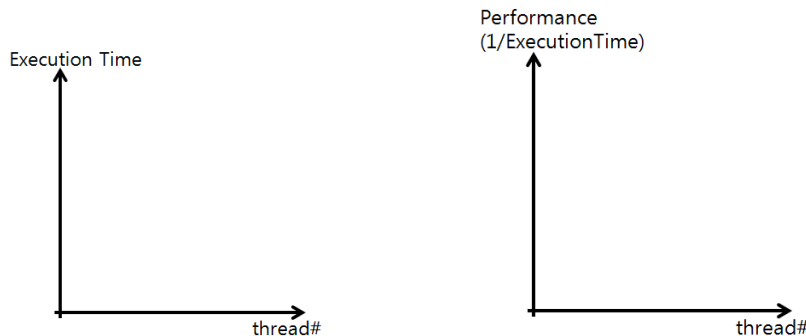 Execution Time
thread#
Performance
(1/ExecutionTime)
thread#